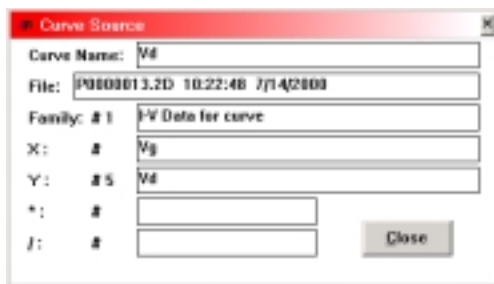 Curve Source
Curve Name: Vd
File: P0000013.2D 10:22:48 7/14/2000
Family: #1 I-V Data for curve
X: # Vg
Y: #5 Vd
*: #
/: #
Close